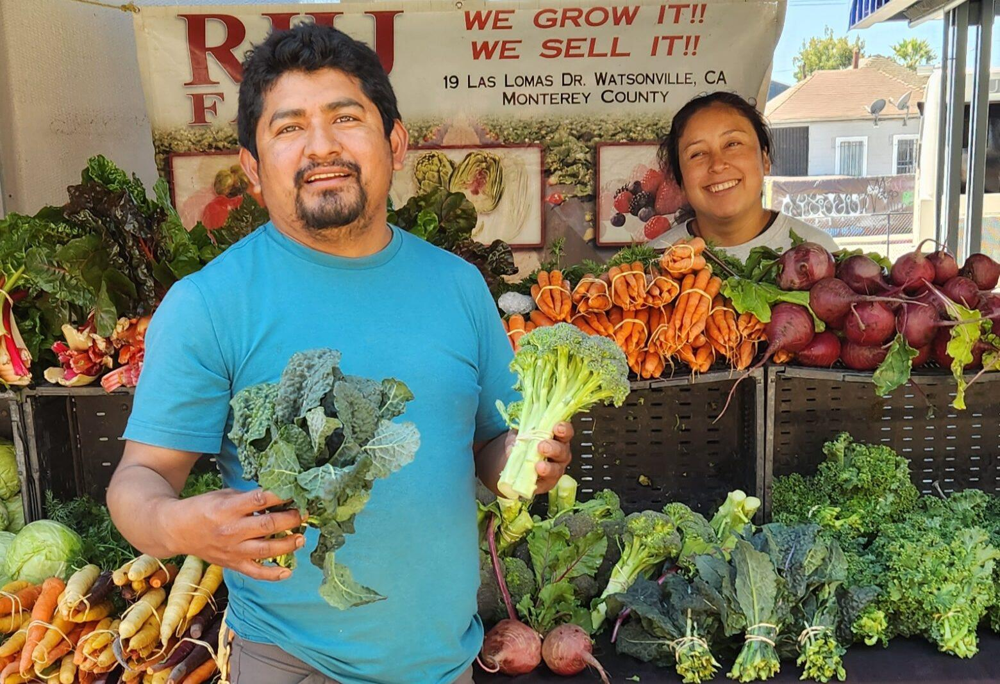 WE GROW IT!!
WE SELL IT!!
19 LAS LOMAS DR. WATSONVILLE, CA
MONTEREY COUNTY